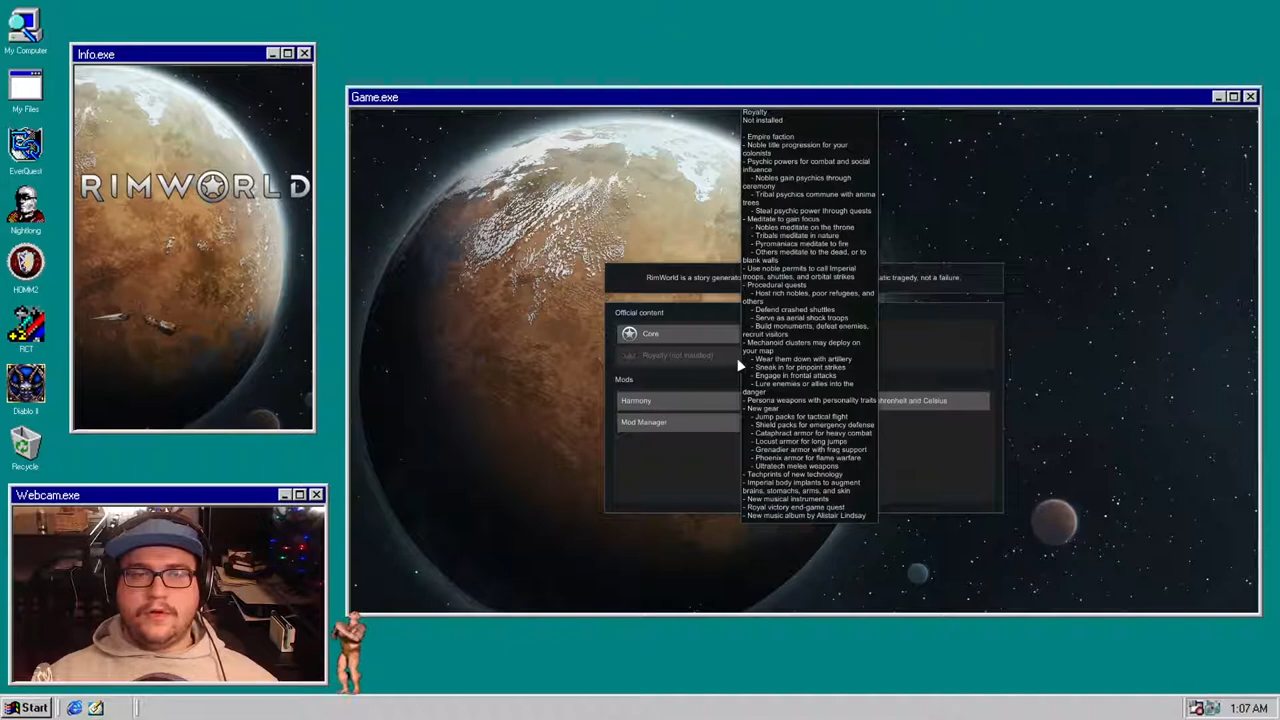 My Computer
My Files
EverQuest
Nightlong
HOMM2
RCT
Diablo II
Recycle
Info.exe
RIMWORLD
Webcam.exe
Game.exe
Royalty
Not installed
- Empire faction
- Noble title progression for your
colonists
- Psychic powers for combat and social
influence
- Nobles gain psychics through
ceremony
- Tribal psychics commune with anima
trees
- Steal psychic power through quests
- Meditate to gain focus
- Nobles meditate on the throne
- Tribals meditate in nature
- Pyromaniacs meditate to fire
- Others meditate to the dead, or to
blank walls
- Use noble permits to call Imperial
troops, shuttles, and orbital strikes
- Procedural quests
- Host rich nobles, poor refugees, and
others
- Defend crashed shuttles
- Serve as aerial shock troops
- Build monuments, defeat enemies,
recruit visitors
- Mechanoid clusters may deploy on
your map
- Wear them down with artillery
- Sneak in for pinpoint strikes
- Engage in frontal attacks
- Lure enemies or allies into the
danger
- Persona weapons with personality traits
- New gear
- Jump packs for tactical flight
- Shield packs for emergency defense
- Cataphract armor for heavy combat
- Locust armor for long jumps
- Grenadier armor with frag support
- Phoenix armor for flame warfare
- Ultratech melee weapons
- Techprints of new technology
- Imperial body implants to augment
brains, stomachs, arms, and skin
- New musical instruments
- Royal victory end-game quest
- New music album by Alistair Lindsay
RimWorld is a story generato
tic tragedy, not a failure.
Official content
Core
Royalty (not installed)
Mods
Harmony
Mod Manager
hrenheit and Celsius
Start
1:07 AM